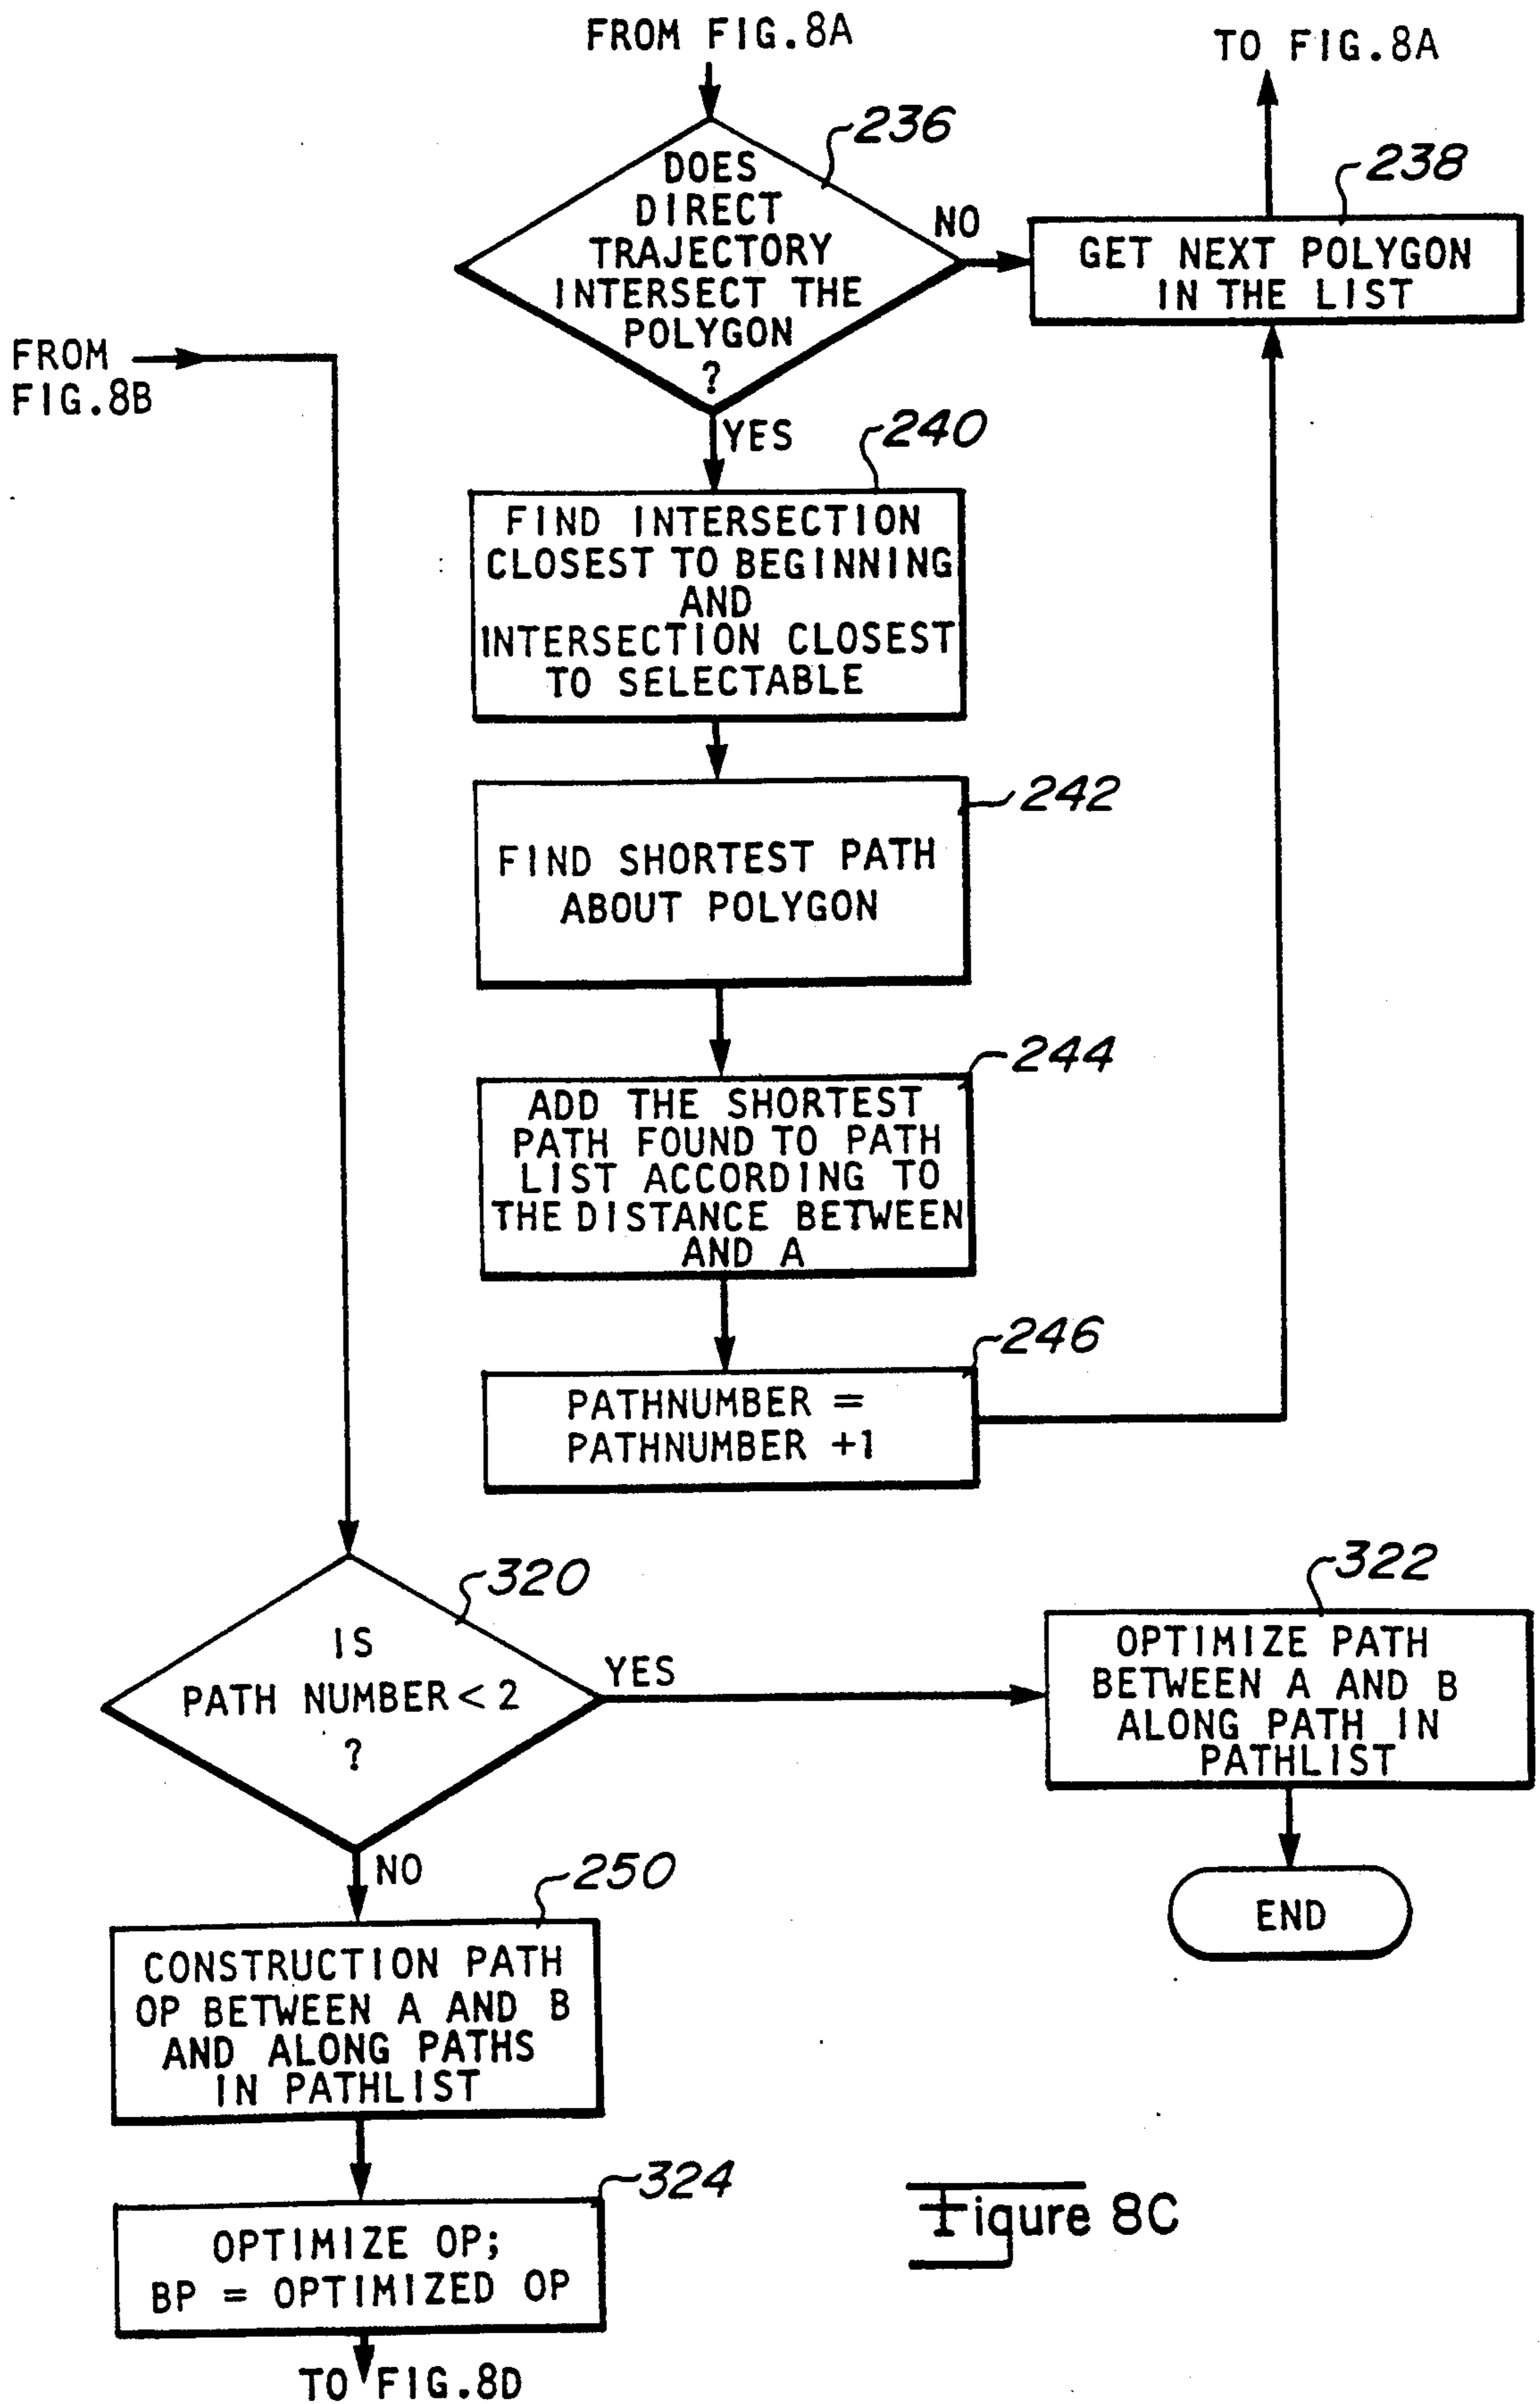 FROM FIG.8A
TO FIG.8A
236
DOES
DIRECT
TRAJECTORY
INTERSECT THE
POLYGON
?
NO
238
GET NEXT POLYGON
IN THE LIST
FROM
FIG.8B
YES
240
FIND INTERSECTION
CLOSEST TO BEGINNING
AND
INTERSECTION CLOSEST
TO SELECTABLE
242
FIND SHORTEST PATH
ABOUT POLYGON
244
ADD THE SHORTEST
PATH FOUND TO PATH
LIST ACCORDING TO
THE DISTANCE BETWEEN
AND A
246
PATHNUMBER =
PATHNUMBER +1
320
IS
PATH NUMBER < 2
?
YES
322
OPTIMIZE PATH
BETWEEN A AND B
ALONG PATH IN
PATHLIST
END
NO
250
CONSTRUCTION PATH
OP BETWEEN A AND B
AND ALONG PATHS
IN PATHLIST
324
OPTIMIZE OP;
BP = OPTIMIZED OP
TO FIG.8D
Figure 8C